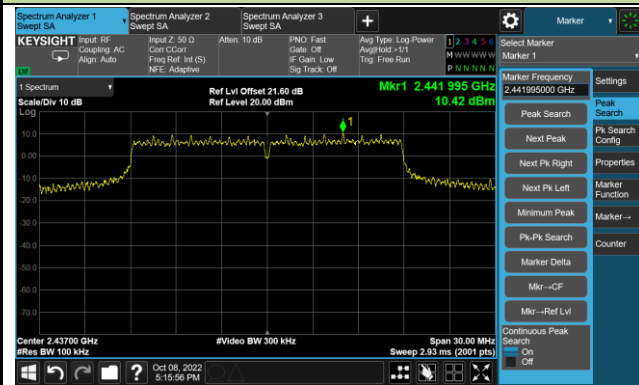 Spectrum Analyzer 1
Swept SA
Spectrum Analyzer 2
Swept SA
Spectrum Analyzer 3
Swept SA
+
Marker
KEYSIGHT
Input: RF
Coupling: AC
Align: Auto
Input Z: 50 Ω
Corr CCorr
Freq Ref: Int (S)
NFE: Adaptive
Atten: 10 dB
PNO: Fast
Gate: Off
IF Gain: Low
Sig Track: Off
Avg Type: Log-Power
Avg|Hold:>1/1
Trig: Free Run
1 2 3 4 5 6
M W W W W W
P N N N N N
LXI
Select Marker
Marker 1
1 Spectrum
Scale/Div 10 dB
Log
Ref Lvl Offset 21.60 dB
Ref Level 20.00 dBm
Mkr1 2.441 995 GHz
10.42 dBm
1
10.0
0.00
-10.0
-20.0
-30.0
-40.0
-50.0
-60.0
-70.0
Center 2.43700 GHz
#Res BW 100 kHz
#Video BW 300 kHz
Span 30.00 MHz
Sweep 2.93 ms (2001 pts)
Marker Frequency
2.441995000 GHz
Peak Search
Next Peak
Next Pk Right
Next Pk Left
Minimum Peak
Pk-Pk Search
Marker Delta
Mkr→CF
Mkr→Ref Lvl
Continuous Peak
Search
On
Off
Settings
Peak
Search
Pk Search
Config
Properties
Marker
Function
Marker→
Counter
?
Oct 08, 2022
5:15:56 PM